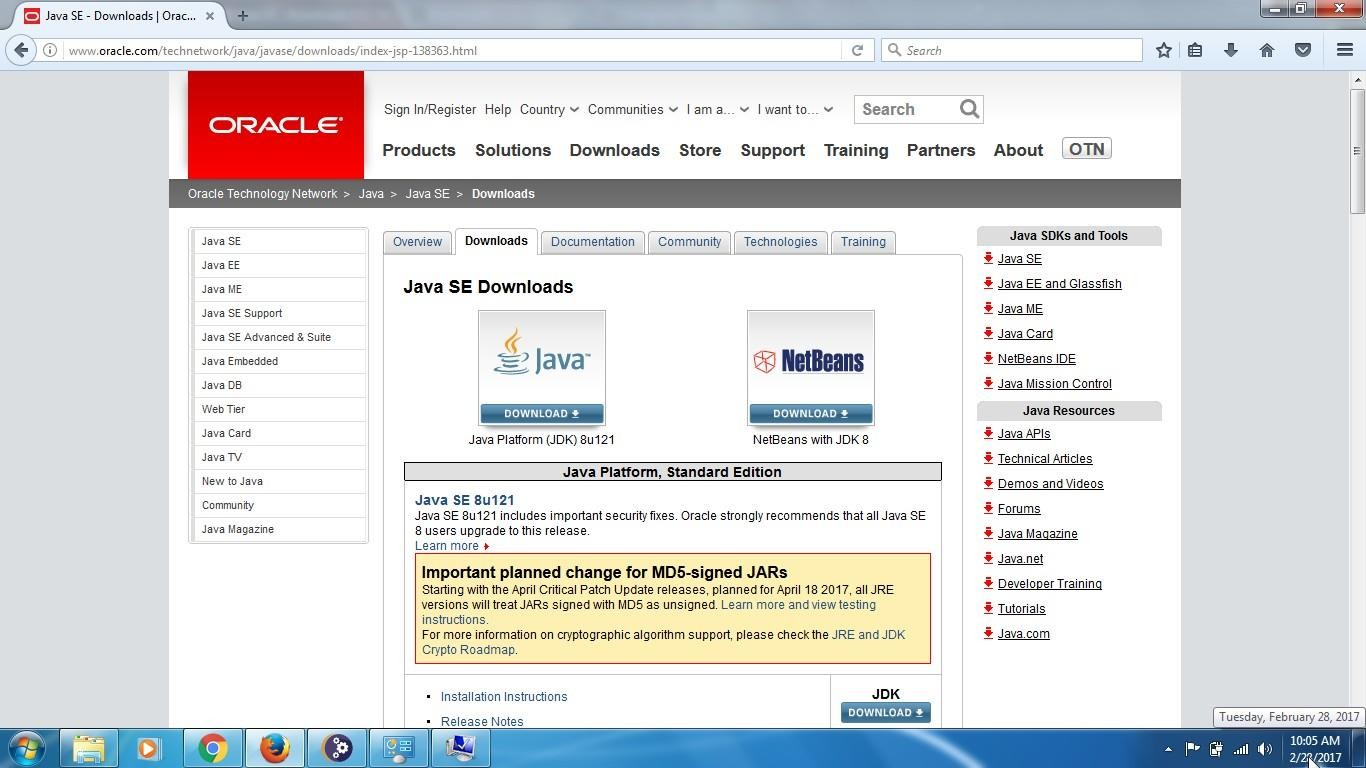 Java SE - Downloads | Orac...
www.oracle.com/technetwork/java/javase/downloads/index-jsp-138363.html
Search
ORACLE
Sign In/Register Help Country Communities I am a... I want to... Search
Products Solutions Downloads Store Support Training Partners About OTN
Oracle Technology Network > Java > Java SE > Downloads
Java SE
Java EE
Java ME
Java SE Support
Java SE Advanced & Suite
Java Embedded
Java DB
Web Tier
Java Card
Java TV
New to Java
Community
Java Magazine
Overview Downloads Documentation Community Technologies Training
Java SE Downloads
Java™
DOWNLOAD
Java Platform (JDK) 8u121
NetBeans
DOWNLOAD
NetBeans with JDK 8
Java Platform, Standard Edition
Java SE 8u121
Java SE 8u121 includes important security fixes. Oracle strongly recommends that all Java SE
8 users upgrade to this release.
Learn more
Important planned change for MD5-signed JARs
Starting with the April Critical Patch Update releases, planned for April 18 2017, all JRE
versions will treat JARs signed with MD5 as unsigned. Learn more and view testing
instructions.
For more information on cryptographic algorithm support, please check the JRE and JDK
Crypto Roadmap.
Installation Instructions
Release Notes
JDK
DOWNLOAD
Java SDKs and Tools
Java SE
Java EE and Glassfish
Java ME
Java Card
NetBeans IDE
Java Mission Control
Java Resources
Java APIs
Technical Articles
Demos and Videos
Forums
Java Magazine
Java.net
Developer Training
Tutorials
Java.com
Tuesday, February 28, 2017
10:05 AM
2/28/2017